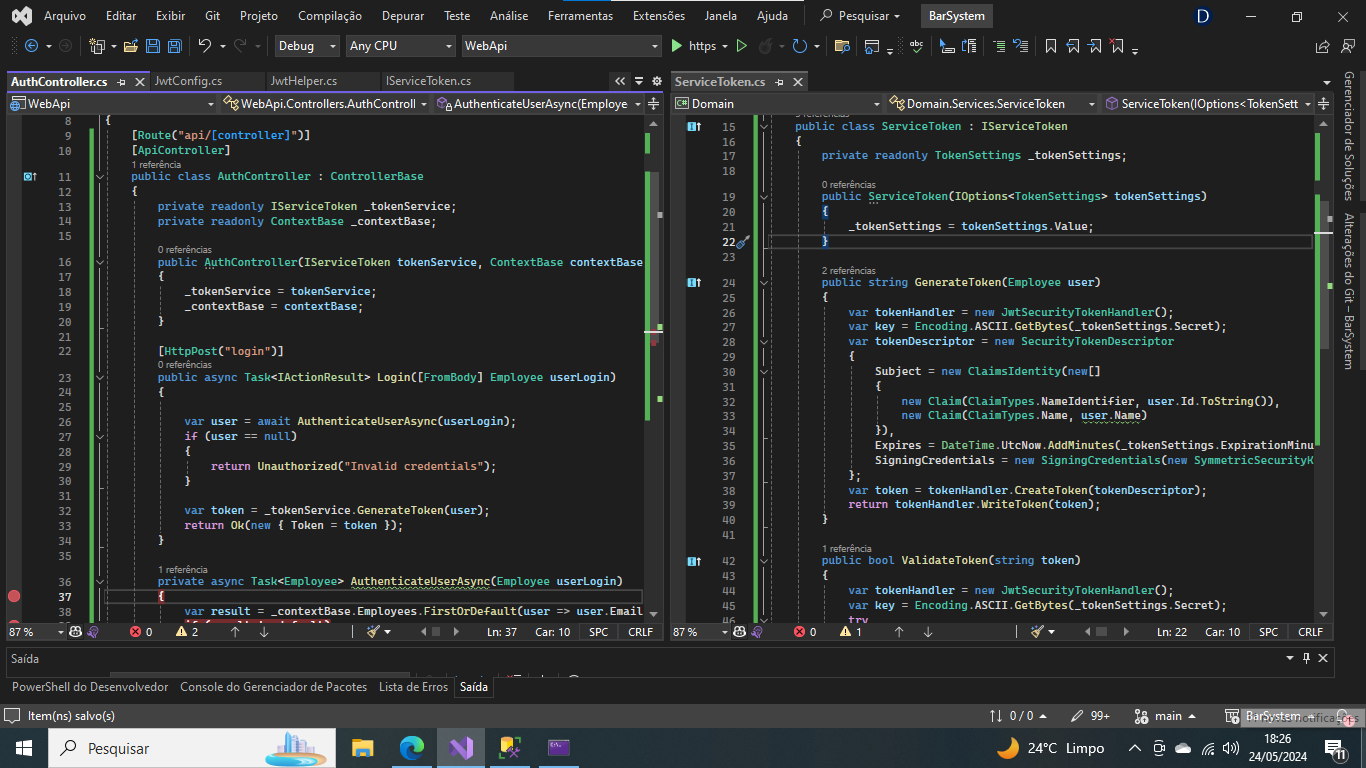 Arquivo Editar Exibir Git Projeto Compilação Depurar Teste Análise Ferramentas Extensões Janela Ajuda Pesquisar BarSystem D
Debug Any CPU WebApi https
AuthController.cs JwtConfig.cs JwtHelper.cs IServiceToken.cs
WebApi WebApi.Controllers.AuthControll AuthenticateUserAsync(Employe
8 {
9 [Route("api/[controller]")]
10 [ApiController]
1 referência
11 public class AuthController : ControllerBase
12 {
13 private readonly IServiceToken _tokenService;
14 private readonly ContextBase _contextBase;
15
0 referências
16 public AuthController(IServiceToken tokenService, ContextBase contextBase
17 {
18 _tokenService = tokenService;
19 _contextBase = contextBase;
20 }
21
22 [HttpPost("login")]
0 referências
23 public async Task<IActionResult> Login([FromBody] Employee userLogin)
24 {
25
26 var user = await AuthenticateUserAsync(userLogin);
27 if (user == null)
28 {
29 return Unauthorized("Invalid credentials");
30 }
31
32 var token = _tokenService.GenerateToken(user);
33 return Ok(new { Token = token });
34 }
35
1 referência
36 private async Task<Employee> AuthenticateUserAsync(Employee userLogin)
37 {
38 var result = _contextBase.Employees.FirstOrDefault(user => user.Email
87 % 0 2 Ln: 37 Car: 10 SPC CRLF
ServiceToken.cs
Domain Domain.Services.ServiceToken ServiceToken(IOptions<TokenSett
15 public class ServiceToken : IServiceToken
16 {
17 private readonly TokenSettings _tokenSettings;
18
0 referências
19 public ServiceToken(IOptions<TokenSettings> tokenSettings)
20 {
21 _tokenSettings = tokenSettings.Value;
22 }
23
2 referências
24 public string GenerateToken(Employee user)
25 {
26 var tokenHandler = new JwtSecurityTokenHandler();
27 var key = Encoding.ASCII.GetBytes(_tokenSettings.Secret);
28 var tokenDescriptor = new SecurityTokenDescriptor
29 {
30 Subject = new ClaimsIdentity(new[]
31 {
32 new Claim(ClaimTypes.NameIdentifier, user.Id.ToString()),
33 new Claim(ClaimTypes.Name, user.Name)
34 }),
35 Expires = DateTime.UtcNow.AddMinutes(_tokenSettings.ExpirationMinu
36 SigningCredentials = new SigningCredentials(new SymmetricSecurityK
37 };
38 var token = tokenHandler.CreateToken(tokenDescriptor);
39 return tokenHandler.WriteToken(token);
40 }
41
1 referência
42 public bool ValidateToken(string token)
43 {
44 var tokenHandler = new JwtSecurityTokenHandler();
45 var key = Encoding.ASCII.GetBytes(_tokenSettings.Secret);
46 try
87 % 0 1 Ln: 22 Car: 10 SPC CRLF
Gerenciador de Soluções
Alterações do Git – BarSystem
Saída
PowerShell do Desenvolvedor Console do Gerenciador de Pacotes Lista de Erros Saída
Item(ns) salvo(s) 0 / 0 99+ main BarSystem
Pesquisar 24°C Limpo 18:26
24/05/2024
11